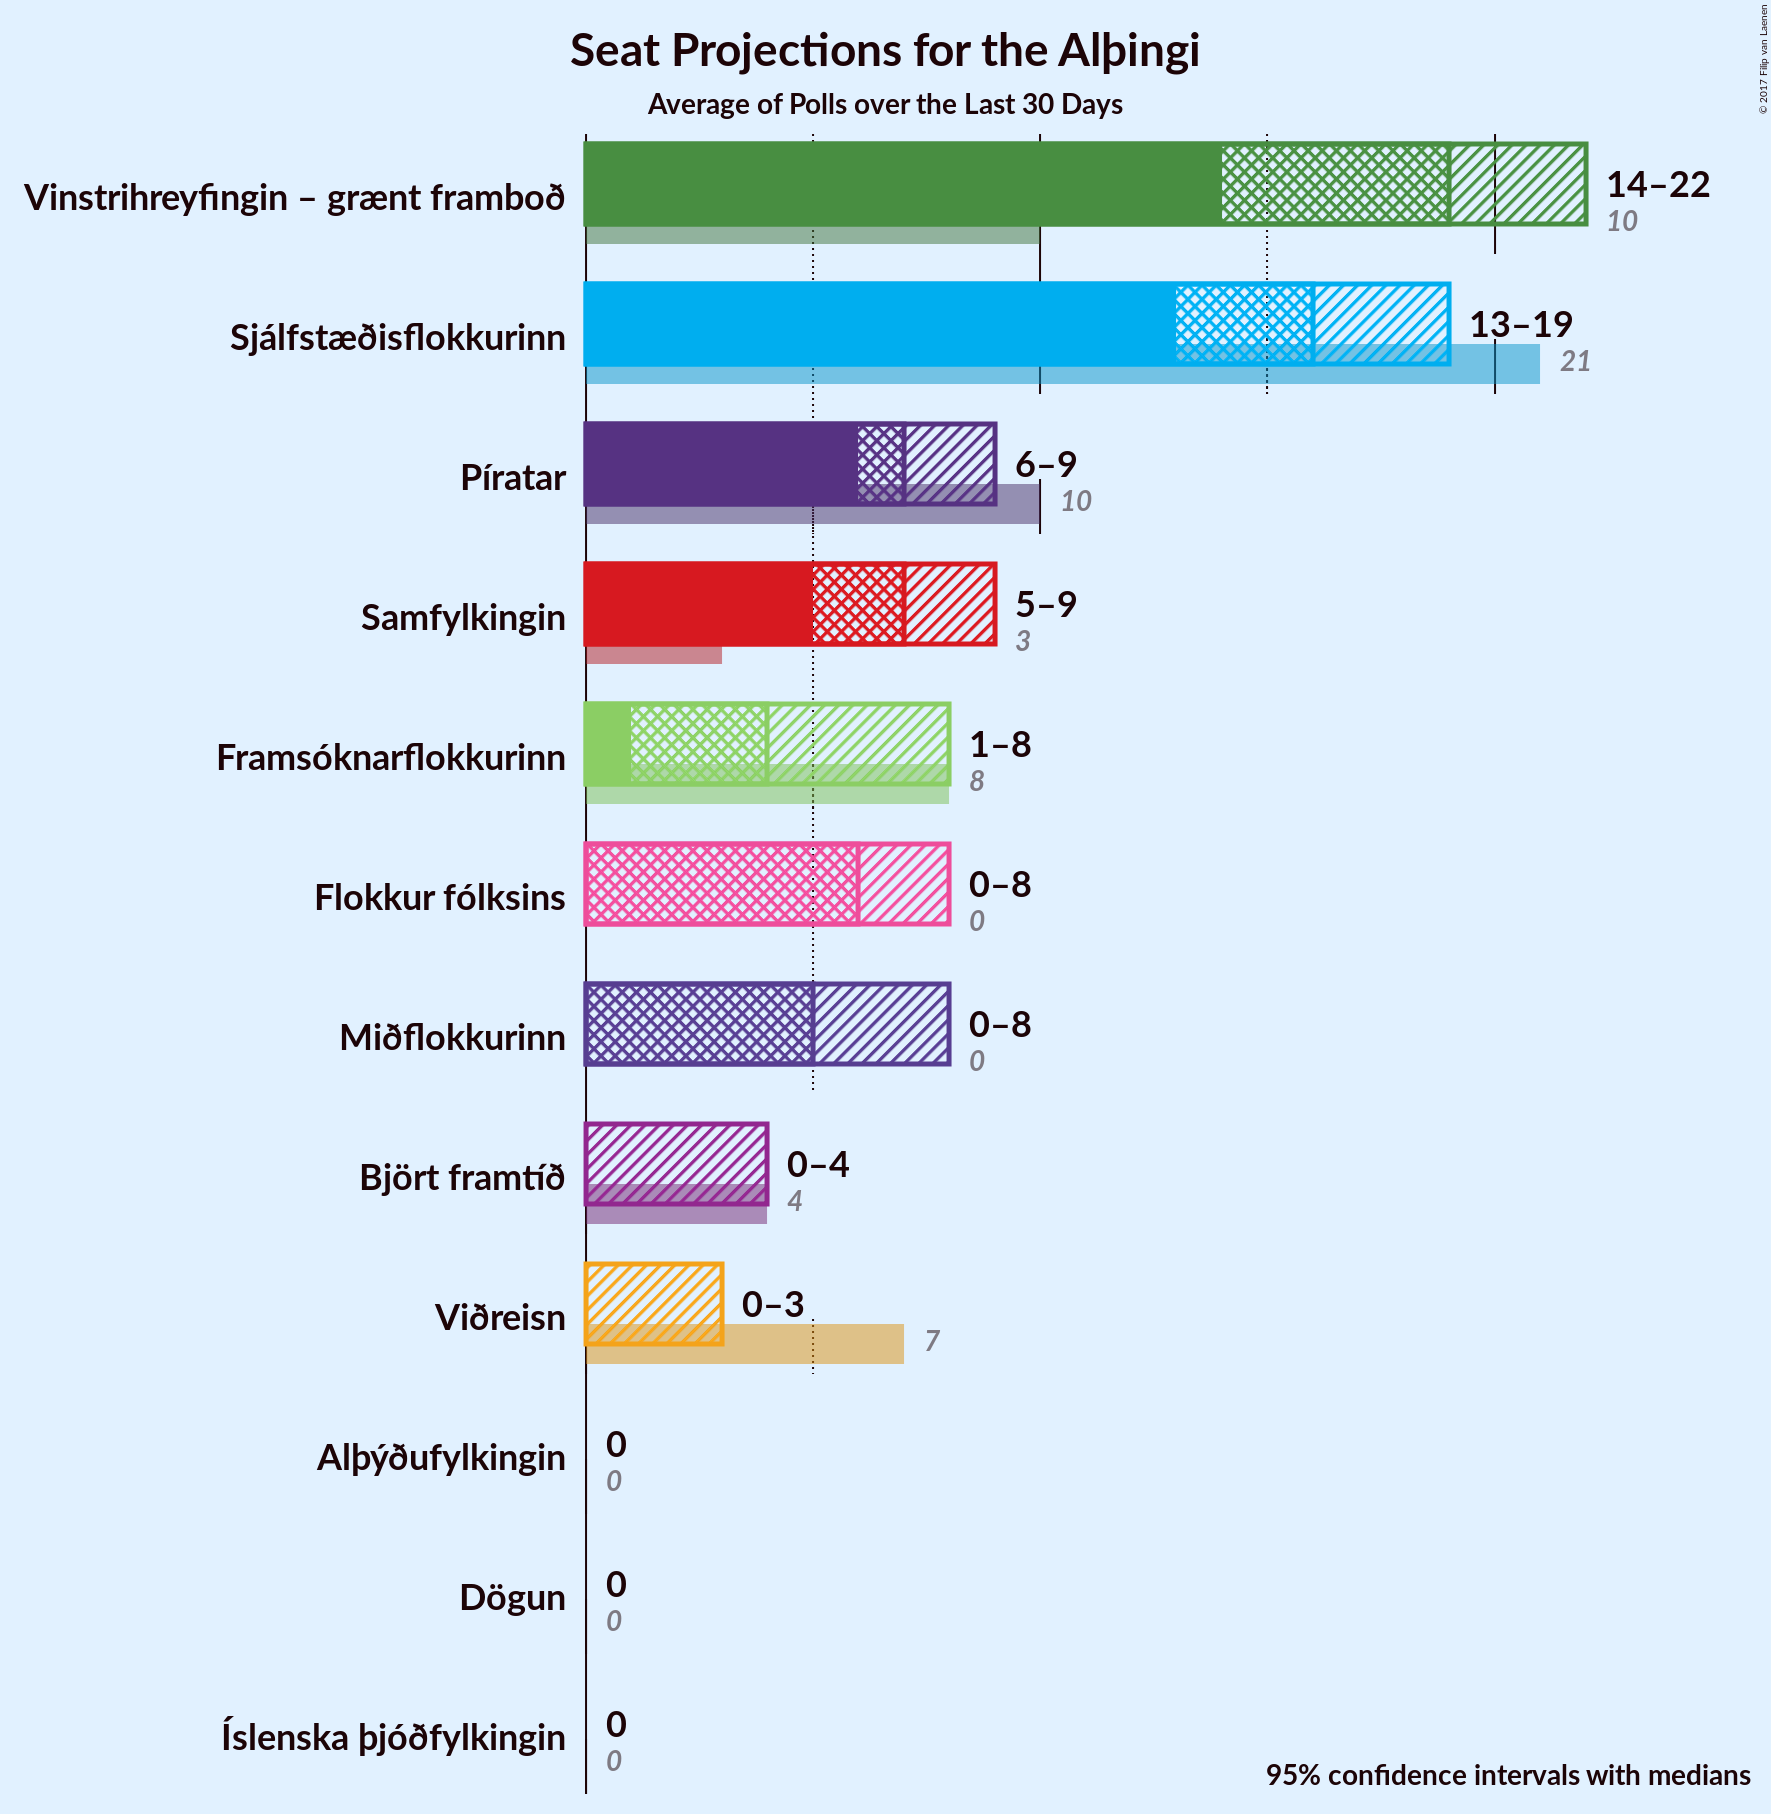 © 2017 Filip van Laenen
Seat Projections for the Alþingi
Average of Polls over the Last 30 Days
Vinstrihreyfingin – grænt framboð
14–22
10
Sjálfstæðisflokkurinn
13–19
21
Píratar
6–9
10
Samfylkingin
5–9
3
Framsóknarflokkurinn
1–8
8
Flokkur fólksins
0–8
0
Miðflokkurinn
0–8
0
Björt framtíð
0–4
4
Viðreisn
0–3
7
Alþýðufylkingin
0
0
Dögun
0
0
Íslenska þjóðfylkingin
0
0
95% confidence intervals with medians